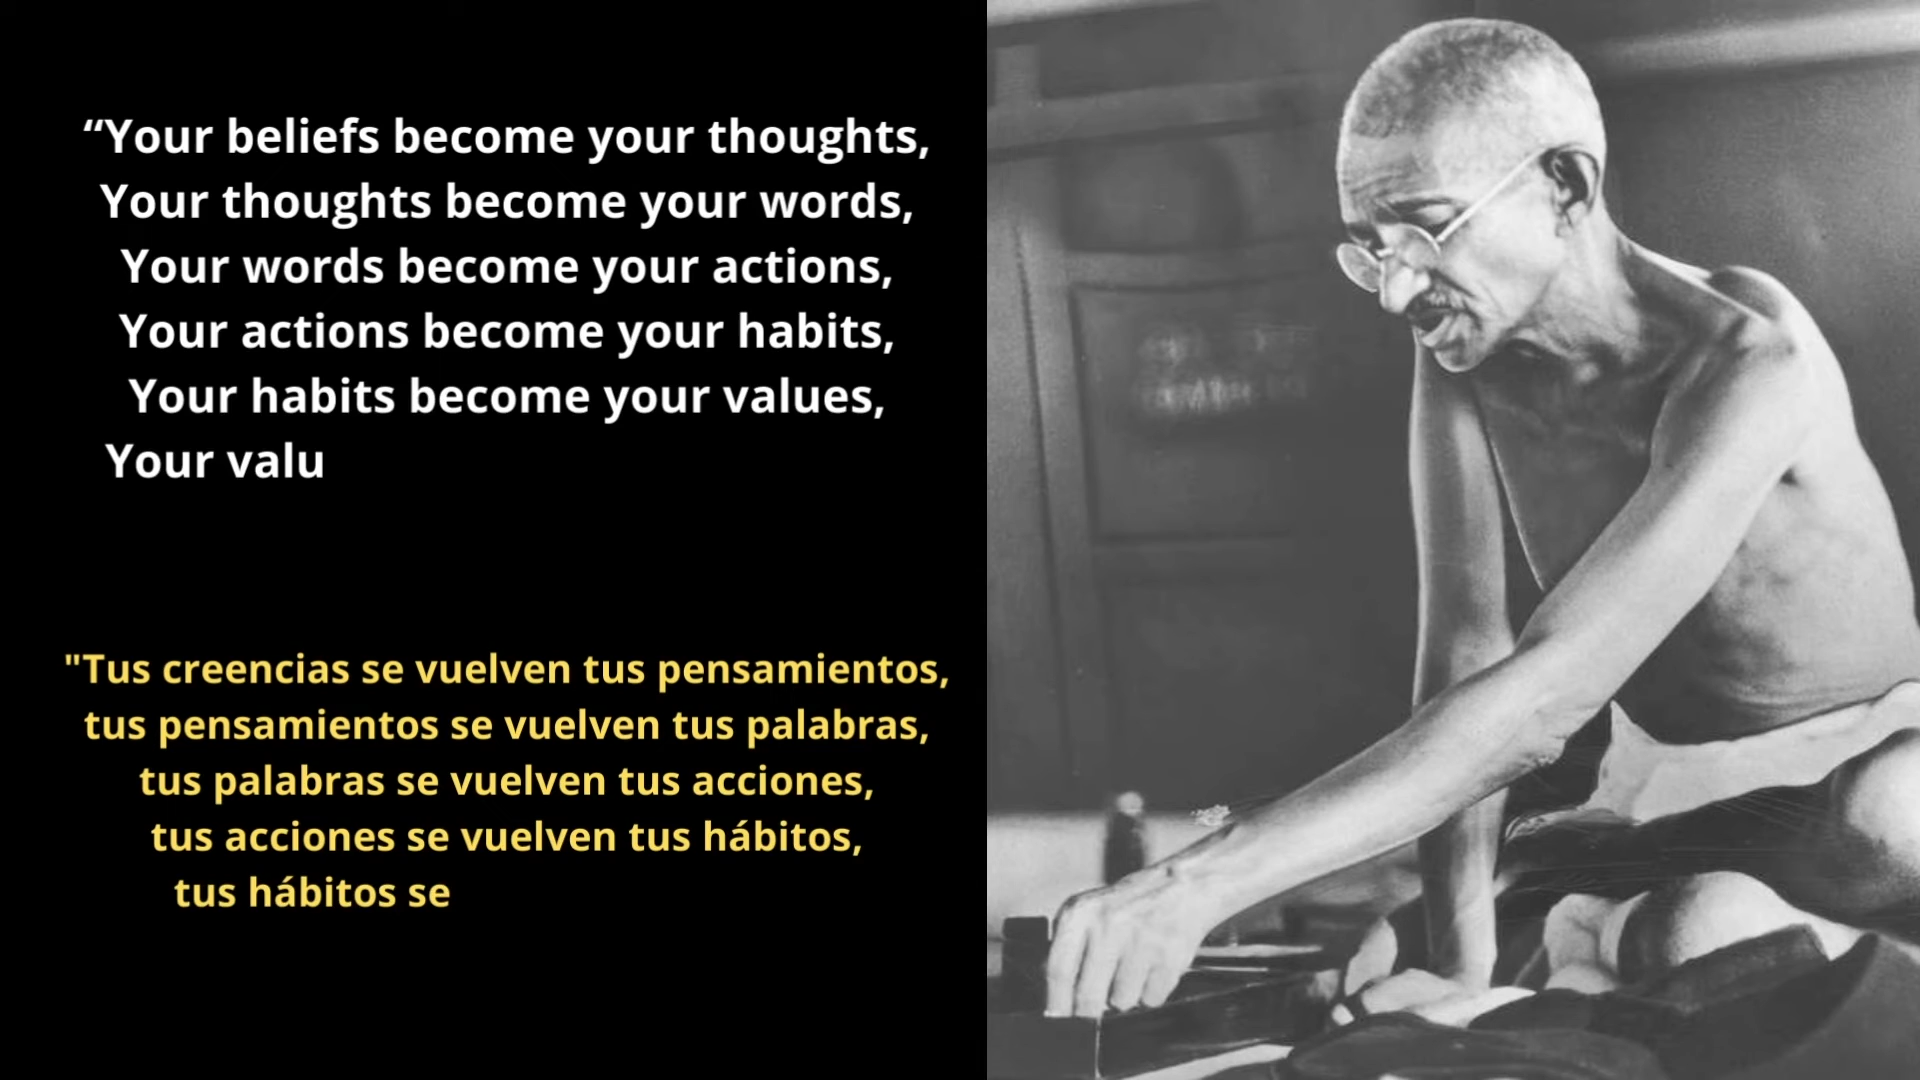 “Your beliefs become your thoughts,
Your thoughts become your words,
Your words become your actions,
Your actions become your habits,
Your habits become your values,
Your valu
"Tus creencias se vuelven tus pensamientos,
tus pensamientos se vuelven tus palabras,
tus palabras se vuelven tus acciones,
tus acciones se vuelven tus hábitos,
tus hábitos se